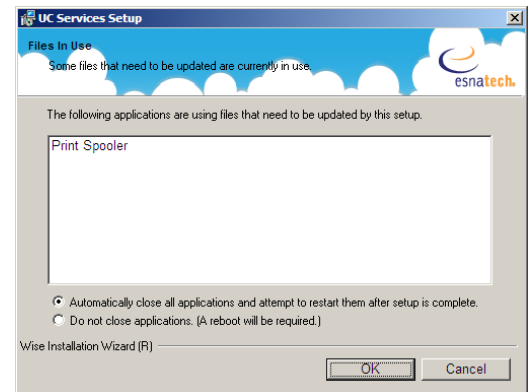 UC Services Setup
Files In Use
Some files that need to be updated are currently in use.
esnatech.
The following applications are using files that need to be updated by this setup.
Print Spooler
Automatically close all applications and attempt to restart them after setup is complete.
Do not close applications. (A reboot will be required.)
Wise Installation Wizard (R)
OK
Cancel